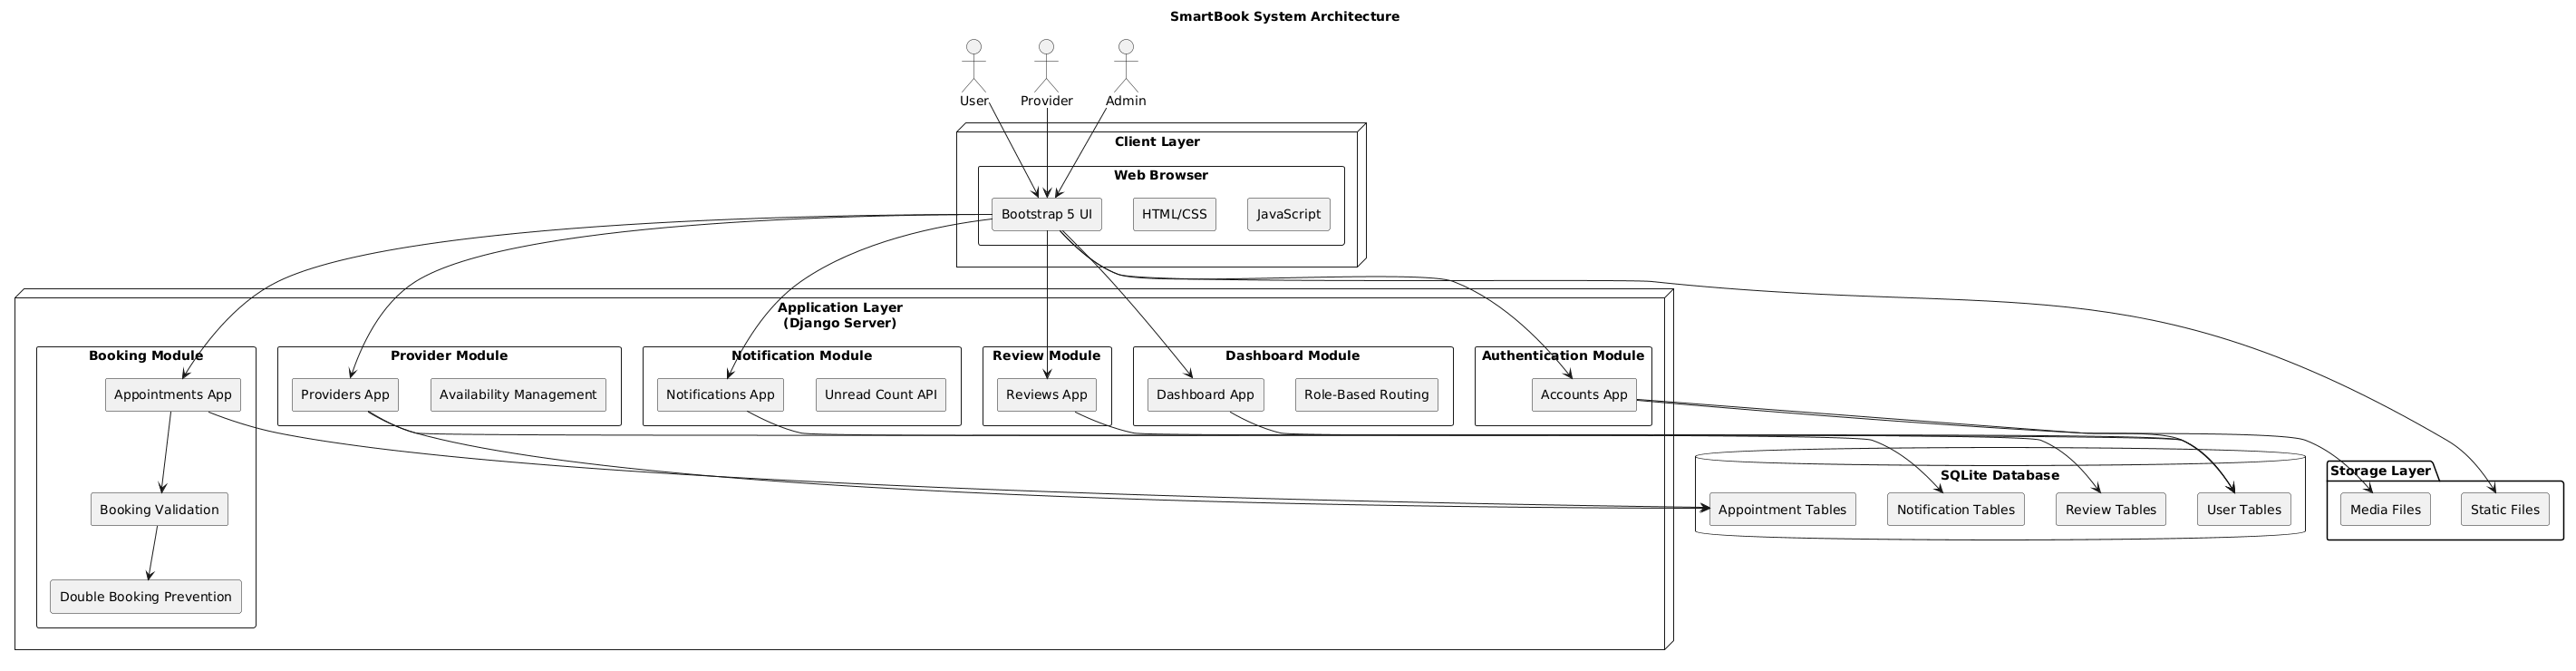 SmartBook System Architecture
User
Provider
Admin
Client Layer
Web Browser
Bootstrap 5 UI
HTML/CSS
JavaScript
Application Layer
(Django Server)
Booking Module
Provider Module
Notification Module
Review Module
Dashboard Module
Authentication Module
Appointments App
Providers App
Availability Management
Notifications App
Unread Count API
Reviews App
Dashboard App
Role-Based Routing
Accounts App
SQLite Database
Storage Layer
Booking Validation
Appointment Tables
Notification Tables
Review Tables
User Tables
Media Files
Static Files
Double Booking Prevention